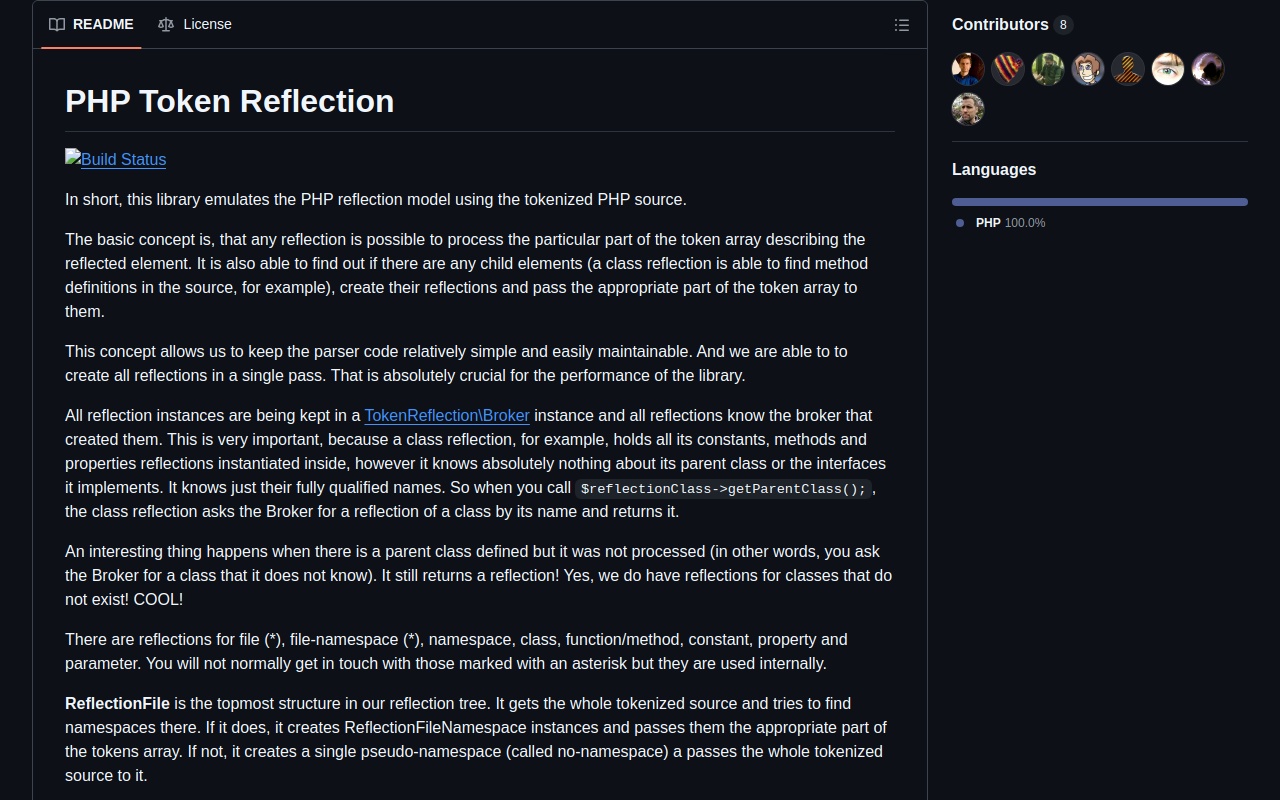 README
License
PHP Token Reflection
Build Status
In short, this library emulates the PHP reflection model using the tokenized PHP source.
The basic concept is, that any reflection is possible to process the particular part of the token array describing the
reflected element. It is also able to find out if there are any child elements (a class reflection is able to find method
definitions in the source, for example), create their reflections and pass the appropriate part of the token array to
them.
This concept allows us to keep the parser code relatively simple and easily maintainable. And we are able to to
create all reflections in a single pass. That is absolutely crucial for the performance of the library.
All reflection instances are being kept in a TokenReflection\Broker instance and all reflections know the broker that
created them. This is very important, because a class reflection, for example, holds all its constants, methods and
properties reflections instantiated inside, however it knows absolutely nothing about its parent class or the interfaces
it implements. It knows just their fully qualified names. So when you call $reflectionClass->getParentClass(); ,
the class reflection asks the Broker for a reflection of a class by its name and returns it.
An interesting thing happens when there is a parent class defined but it was not processed (in other words, you ask
the Broker for a class that it does not know). It still returns a reflection! Yes, we do have reflections for classes that do
not exist! COOL!
There are reflections for file (*), file-namespace (*), namespace, class, function/method, constant, property and
parameter. You will not normally get in touch with those marked with an asterisk but they are used internally.
ReflectionFile is the topmost structure in our reflection tree. It gets the whole tokenized source and tries to find
namespaces there. If it does, it creates ReflectionFileNamespace instances and passes them the appropriate part of
the tokens array. If not, it creates a single pseudo-namespace (called no-namespace) a passes the whole tokenized
source to it.
Contributors 8
Languages
PHP 100.0%